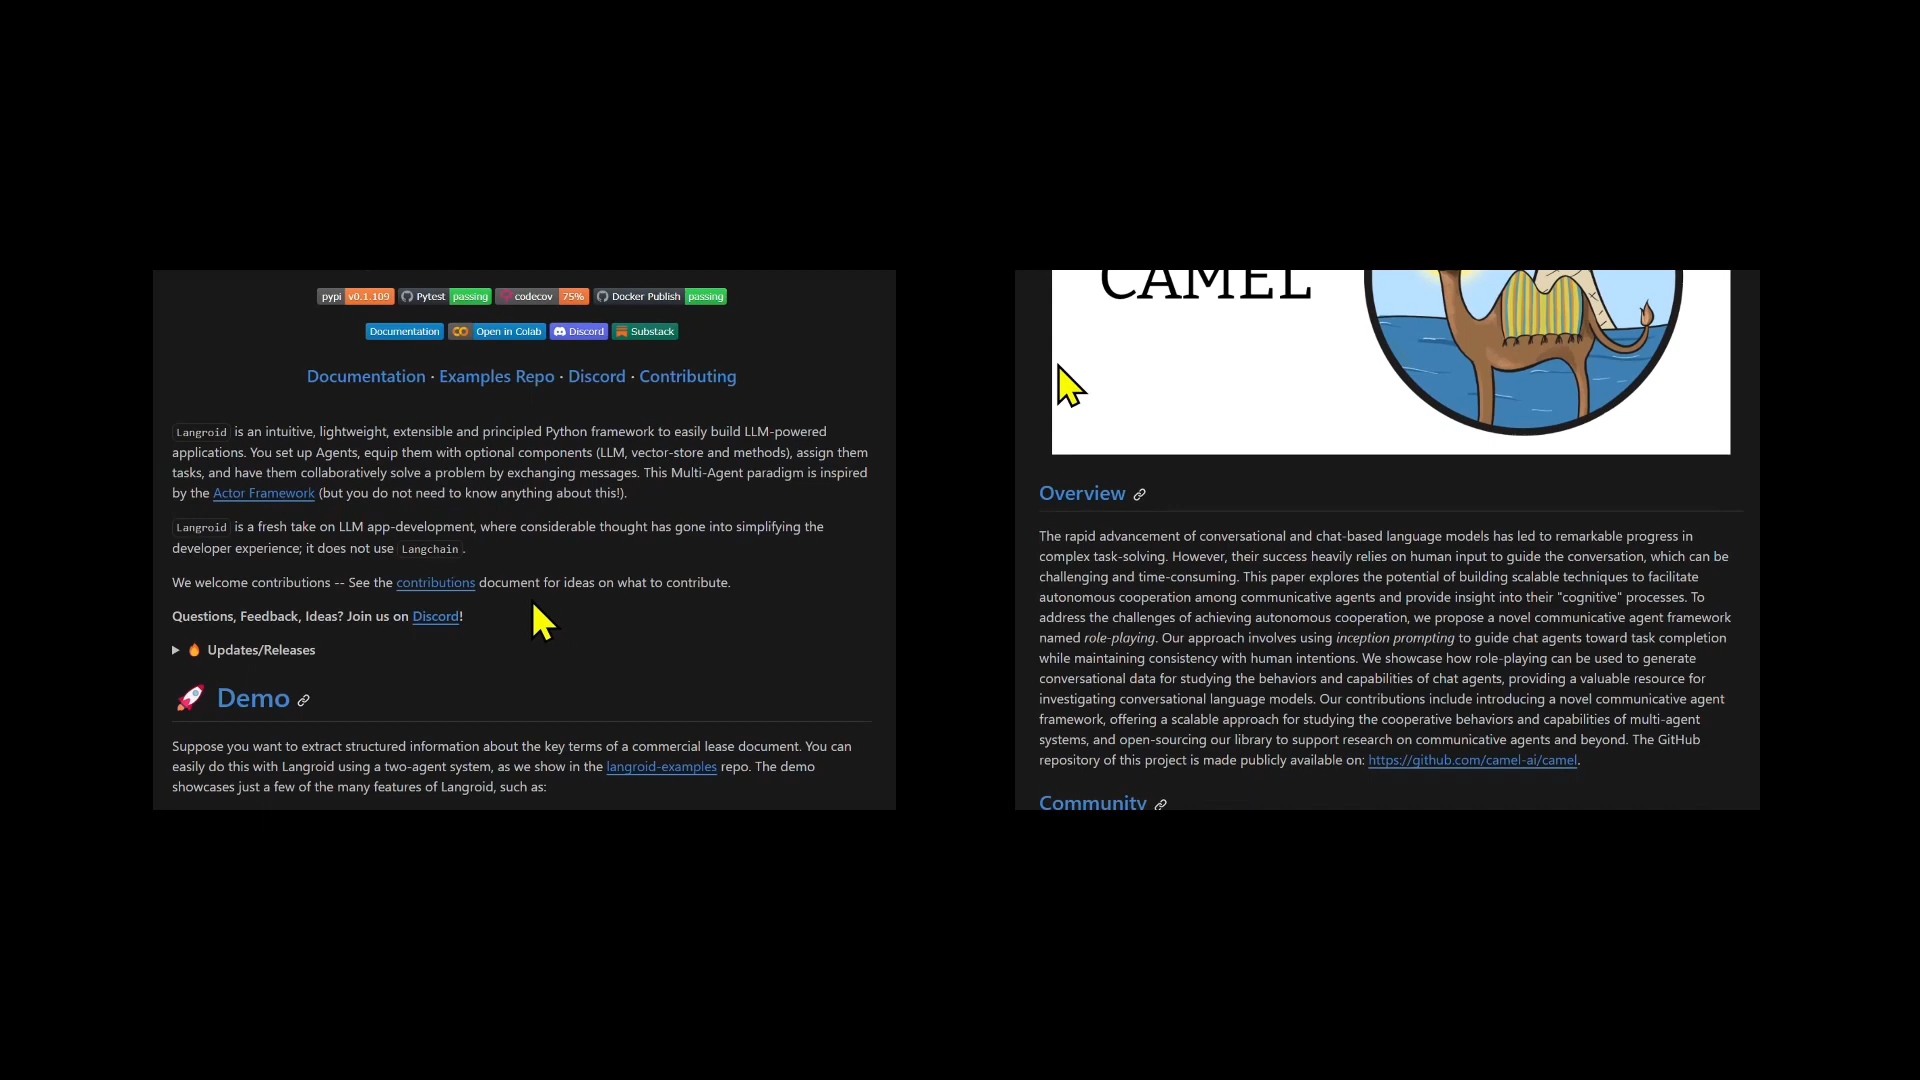 pypi v0.1.109 Pytest passing codecov 75% Docker Publish passing
Documentation Open in Colab Discord Substack
Documentation · Examples Repo · Discord · Contributing
Langroid is an intuitive, lightweight, extensible and principled Python framework to easily build LLM-powered
applications. You set up Agents, equip them with optional components (LLM, vector-store and methods), assign them
tasks, and have them collaboratively solve a problem by exchanging messages. This Multi-Agent paradigm is inspired
by the Actor Framework (but you do not need to know anything about this!).
Langroid is a fresh take on LLM app-development, where considerable thought has gone into simplifying the
developer experience; it does not use Langchain.
We welcome contributions -- See the contributions document for ideas on what to contribute.
Questions, Feedback, Ideas? Join us on Discord!
Updates/Releases
Demo
Suppose you want to extract structured information about the key terms of a commercial lease document. You can
easily do this with Langroid using a two-agent system, as we show in the langroid-examples repo. The demo
showcases just a few of the many features of Langroid, such as:
CAMEL
Overview
The rapid advancement of conversational and chat-based language models has led to remarkable progress in
complex task-solving. However, their success heavily relies on human input to guide the conversation, which can be
challenging and time-consuming. This paper explores the potential of building scalable techniques to facilitate
autonomous cooperation among communicative agents and provide insight into their "cognitive" processes. To
address the challenges of achieving autonomous cooperation, we propose a novel communicative agent framework
named role-playing. Our approach involves using inception prompting to guide chat agents toward task completion
while maintaining consistency with human intentions. We showcase how role-playing can be used to generate
conversational data for studying the behaviors and capabilities of chat agents, providing a valuable resource for
investigating conversational language models. Our contributions include introducing a novel communicative agent
framework, offering a scalable approach for studying the cooperative behaviors and capabilities of multi-agent
systems, and open-sourcing our library to support research on communicative agents and beyond. The GitHub
repository of this project is made publicly available on: https://github.com/camel-ai/camel.
Community